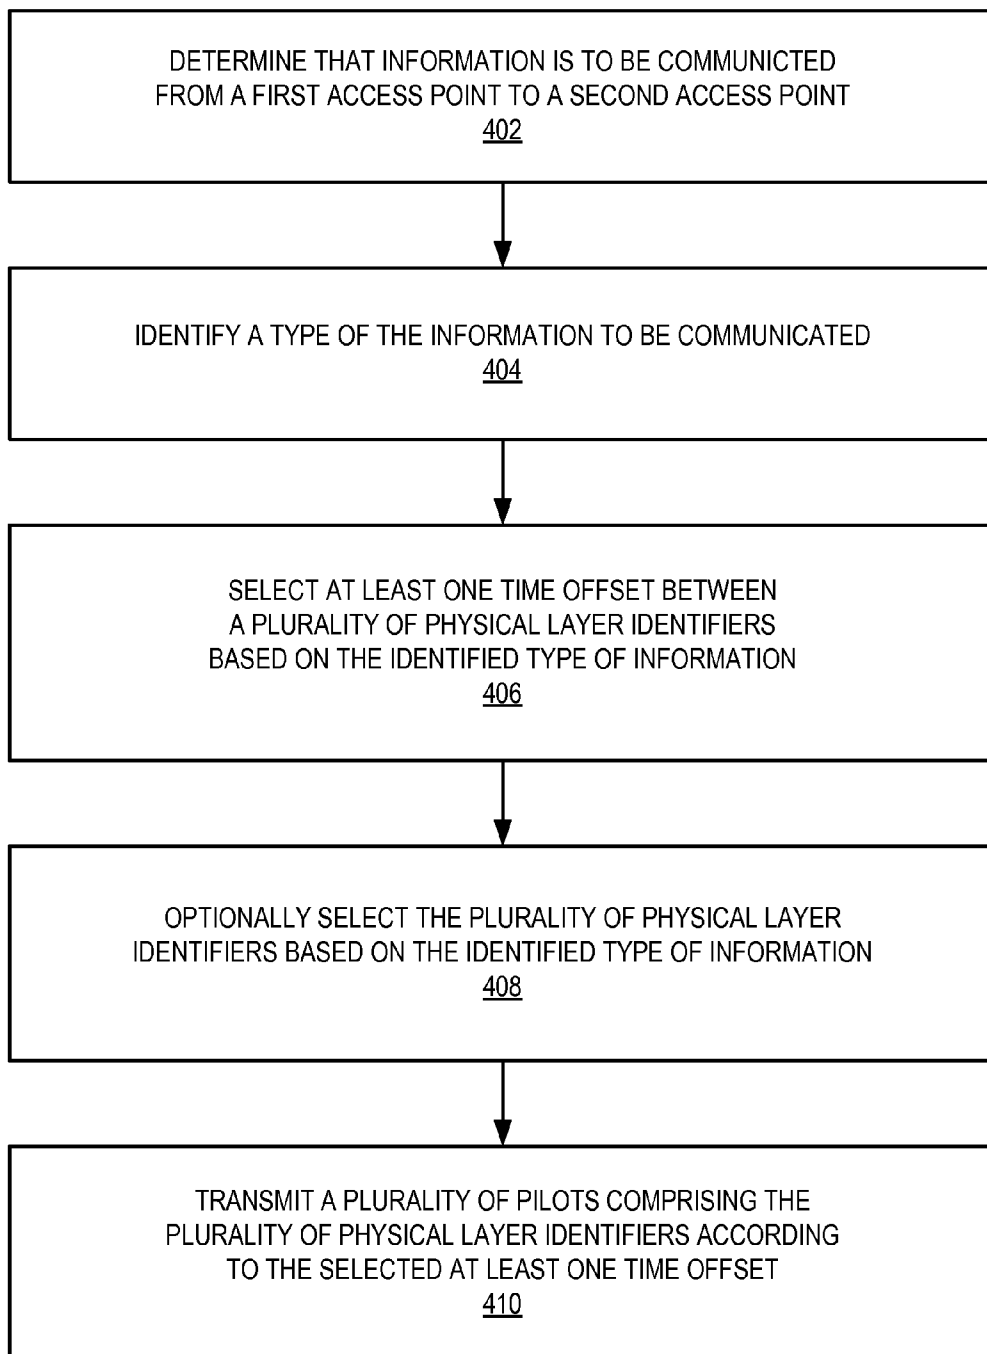 DETERMINE THAT INFORMATION IS TO BE COMMUNICTED
FROM A FIRST ACCESS POINT TO A SECOND ACCESS POINT
402
IDENTIFY A TYPE OF THE INFORMATION TO BE COMMUNICATED
404
SELECT AT LEAST ONE TIME OFFSET BETWEEN
A PLURALITY OF PHYSICAL LAYER IDENTIFIERS
BASED ON THE IDENTIFIED TYPE OF INFORMATION
406
OPTIONALLY SELECT THE PLURALITY OF PHYSICAL LAYER
IDENTIFIERS BASED ON THE IDENTIFIED TYPE OF INFORMATION
408
TRANSMIT A PLURALITY OF PILOTS COMPRISING THE
PLURALITY OF PHYSICAL LAYER IDENTIFIERS ACCORDING
TO THE SELECTED AT LEAST ONE TIME OFFSET
410